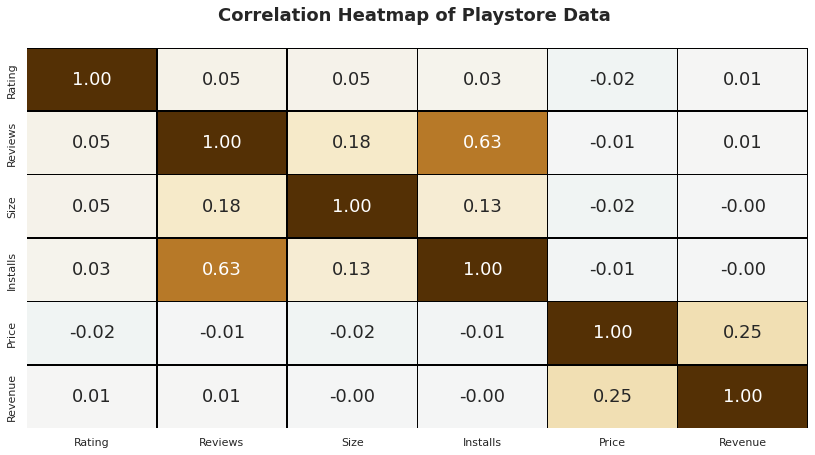 Correlation Heatmap of Playstore Data
Rating 1.00 0.05 0.05 0.03 -0.02 0.01
Reviews 0.05 1.00 0.18 0.63 -0.01 0.01
Size 0.05 0.18 1.00 0.13 -0.02 -0.00
Installs 0.03 0.63 0.13 1.00 -0.01 -0.00
Price -0.02 -0.01 -0.02 -0.01 1.00 0.25
Revenue 0.01 0.01 -0.00 -0.00 0.25 1.00
Rating Reviews Size Installs Price Revenue